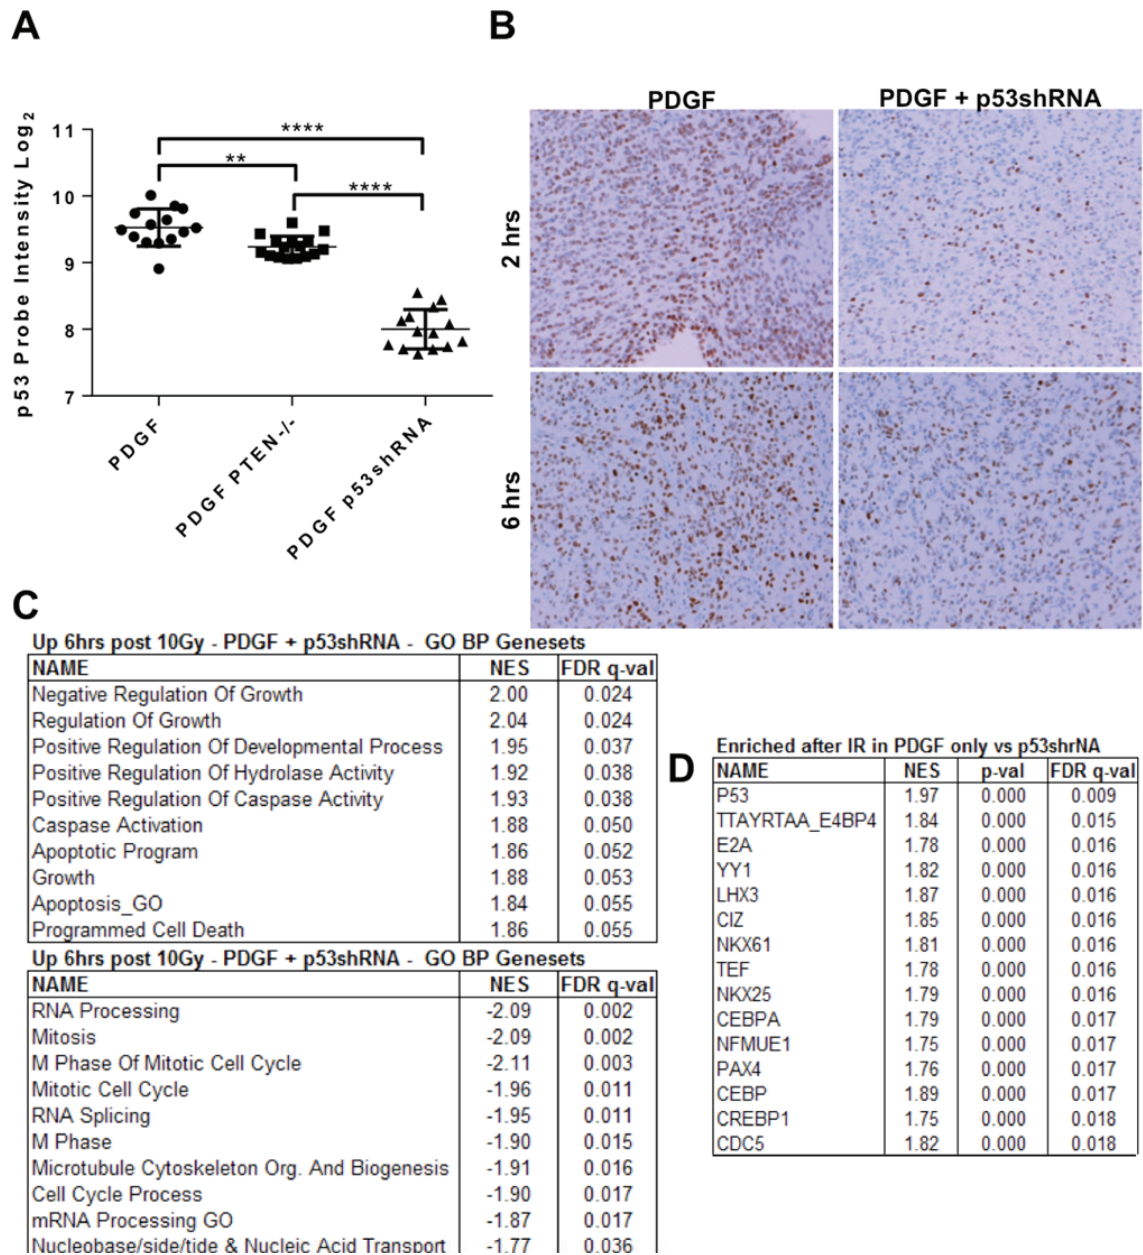 A
B
p53 Probe Intensity Log2
11
10
9
8
7
****
**
****
PDGF
PDGF PTEN-/-
PDGF p53shRNA
PDGF
PDGF + p53shRNA
2 hrs
6 hrs
C
Up 6hrs post 10Gy - PDGF + p53shRNA - GO BP Genesets
NAME NES FDR q-val
Negative Regulation Of Growth 2.00 0.024
Regulation Of Growth 2.04 0.024
Positive Regulation Of Developmental Process 1.95 0.037
Positive Regulation Of Hydrolase Activity 1.92 0.038
Positive Regulation Of Caspase Activity 1.93 0.038
Caspase Activation 1.88 0.050
Apoptotic Program 1.86 0.052
Growth 1.88 0.053
Apoptosis_GO 1.84 0.055
Programmed Cell Death 1.86 0.055
Up 6hrs post 10Gy - PDGF + p53shRNA - GO BP Genesets
NAME NES FDR q-val
RNA Processing -2.09 0.002
Mitosis -2.09 0.002
M Phase Of Mitotic Cell Cycle -2.11 0.003
Mitotic Cell Cycle -1.96 0.011
RNA Splicing -1.95 0.011
M Phase -1.90 0.015
Microtubule Cytoskeleton Org. And Biogenesis -1.91 0.016
Cell Cycle Process -1.90 0.017
mRNA Processing GO -1.87 0.017
Nucleobase/side/tide & Nucleic Acid Transport -1.77 0.036
D
Enriched after IR in PDGF only vs p53shrNA
NAME NES p-val FDR q-val
P53 1.97 0.000 0.009
TTAYRTAA_E4BP4 1.84 0.000 0.015
E2A 1.78 0.000 0.016
YY1 1.82 0.000 0.016
LHX3 1.87 0.000 0.016
CIZ 1.85 0.000 0.016
NKX61 1.81 0.000 0.016
TEF 1.78 0.000 0.016
NKX25 1.79 0.000 0.016
CEBPA 1.79 0.000 0.017
NFMUE1 1.75 0.000 0.017
PAX4 1.76 0.000 0.017
CEBP 1.89 0.000 0.017
CREBP1 1.75 0.000 0.018
CDC5 1.82 0.000 0.018